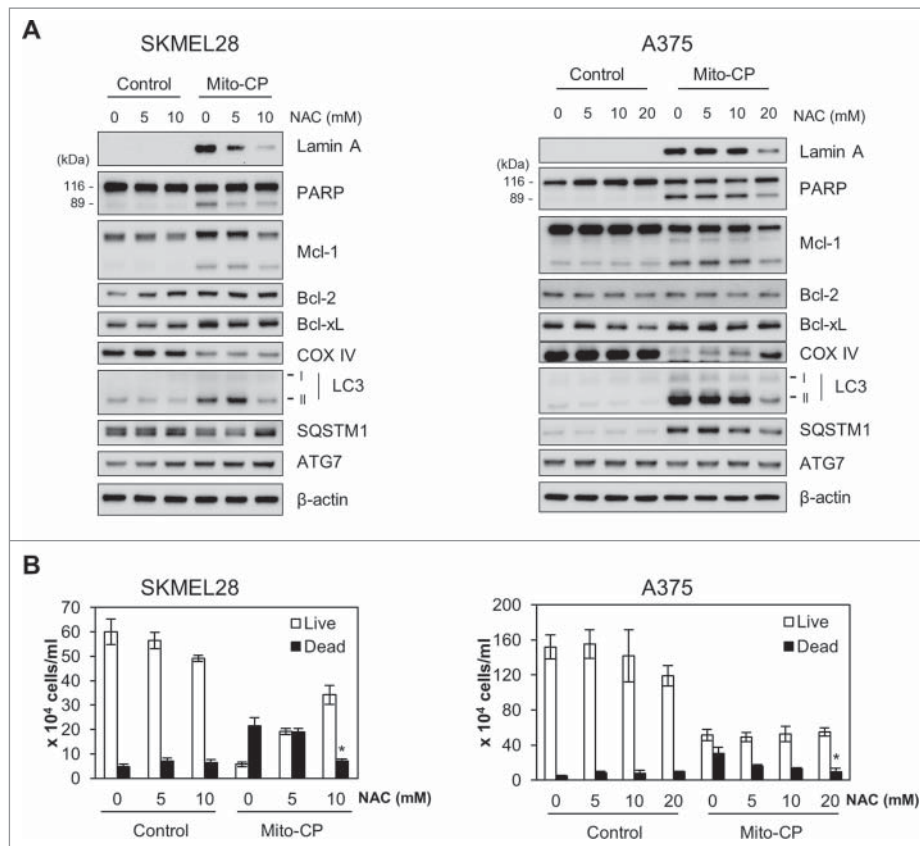 A
SKMEL28
Control Mito-CP
0 5 10 0 5 10 NAC (mM)
(kDa)
Lamin A
116 -
89 -
PARP
Mcl-1
Bcl-2
Bcl-xL
COX IV
I
II
LC3
SQSTM1
ATG7
β-actin
A375
Control Mito-CP
0 5 10 20 0 5 10 20 NAC (mM)
(kDa)
Lamin A
116 -
89 -
PARP
Mcl-1
Bcl-2
Bcl-xL
COX IV
I
II
LC3
SQSTM1
ATG7
β-actin
B
SKMEL28
x 10⁴ cells/ml
70
60
50
40
30
20
10
0
Live
Dead
*
0 5 10 0 5 10 NAC (mM)
Control Mito-CP
A375
x 10⁴ cells/ml
200
160
120
80
40
0
Live
Dead
*
0 5 10 20 0 5 10 20 NAC (mM)
Control Mito-CP